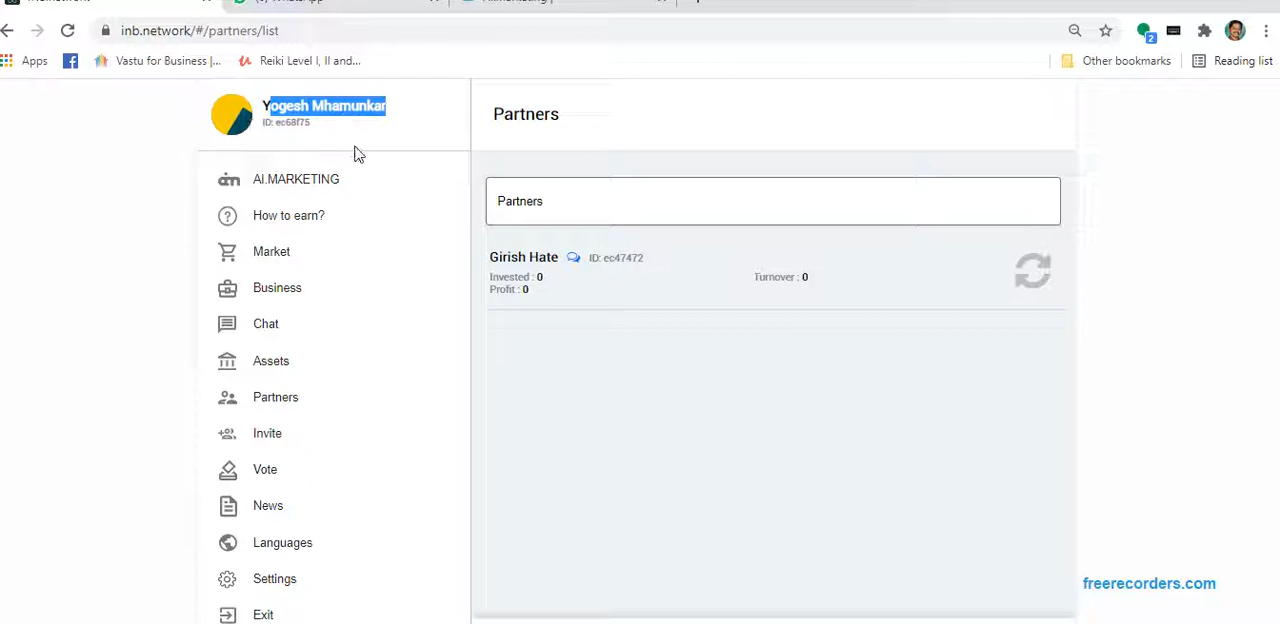 inb.network/#/partners/list
2
Apps
Vastu for Business |...
Reiki Level I, II and...
Other bookmarks
Reading list
Yogesh Mhamunkar
ID: ec68f75
Partners
AI.MARKETING
How to earn?
Market
Business
Chat
Assets
Partners
Invite
Vote
News
Languages
Settings
Exit
Partners
Girish Hate ID: ec47472
Invested : 0 Turnover : 0
Profit : 0
freerecorders.com